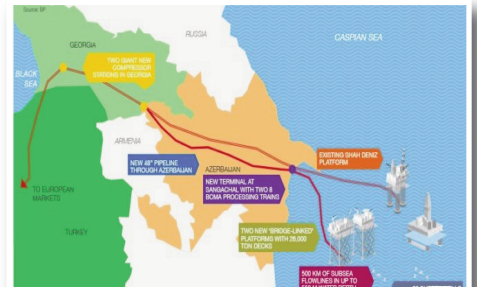 Source: BP
RUSSIA
CASPIAN SEA
GEORGIA
TWO GIANT NEW
COMPRESSOR
STATIONS IN GEORGIA
BLACK
SEA
ARMENIA
NEW 48" PIPELINE
THROUGH AZERBAIJAN
AZERBAIJAN
EXISTING SHAH DENIZ
PLATFORM
NEW TERMINAL AT
SANGACHAL WITH TWO 8
BCMA PROCESSING TRAINS
TO EUROPEAN
MARKETS
TURKEY
TWO NEW 'BRIDGE-LINKED'
PLATFORMS WITH
TON DECKS
500 KM OF SUBSEA
FLOWLINES IN UP TO